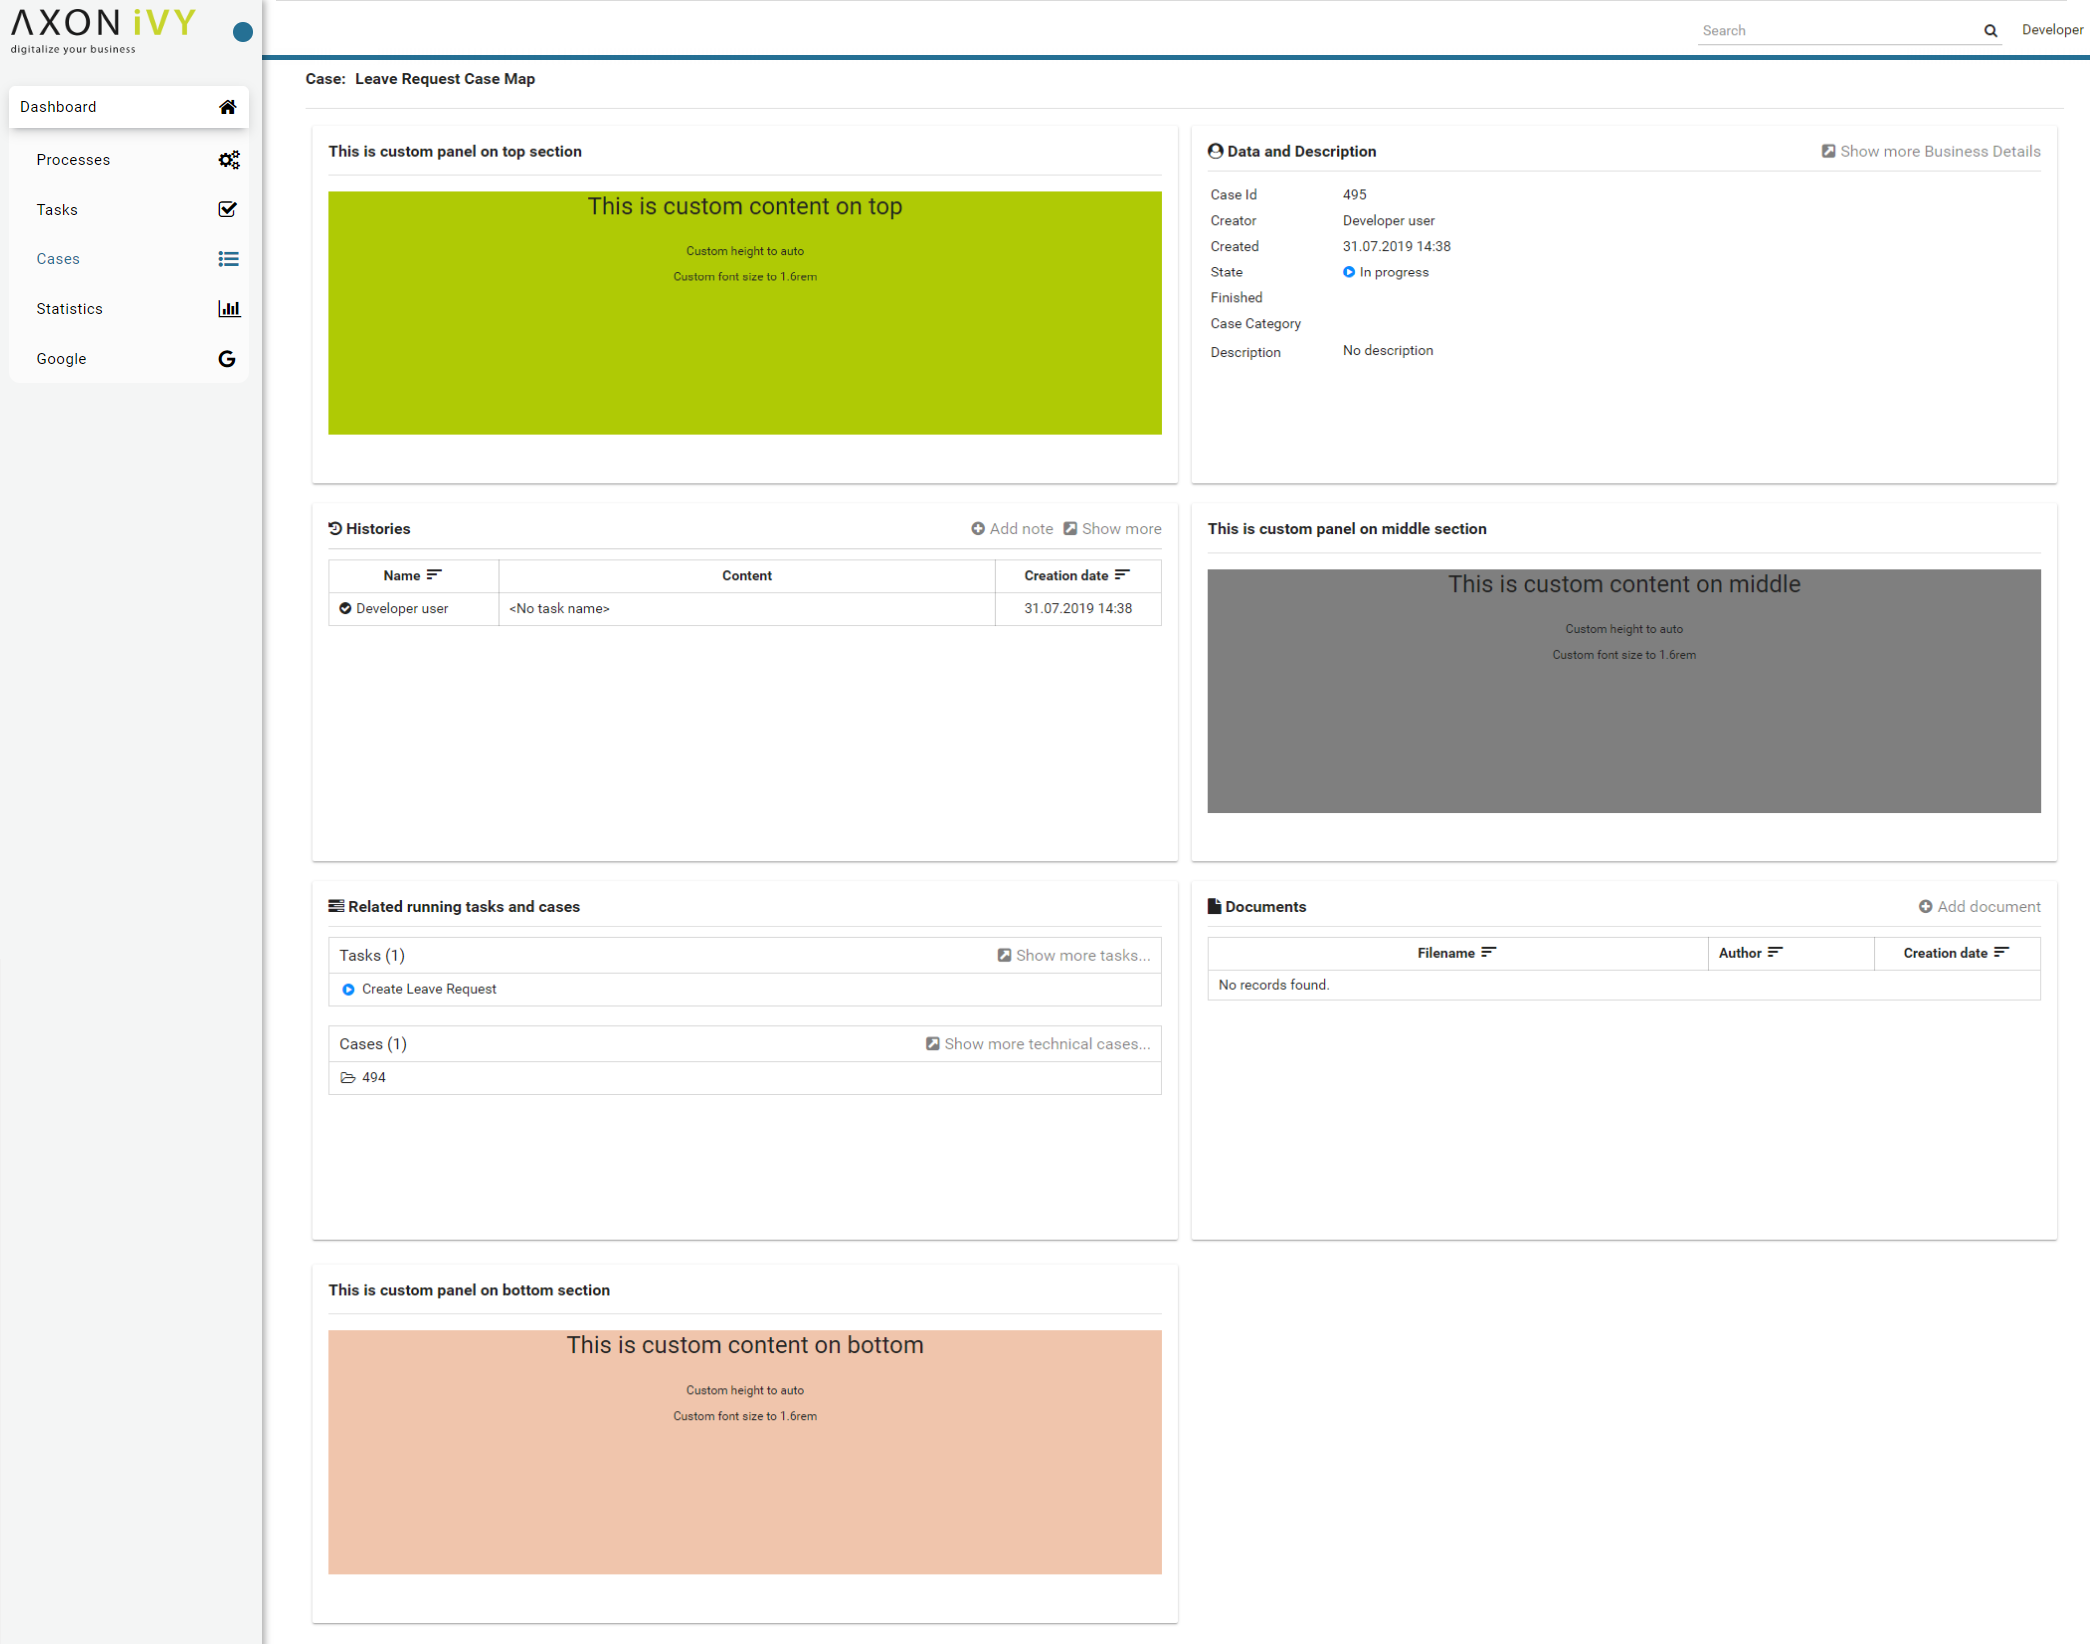 AXON iVY
digitalize your business
Search
Developer
Dashboard
Processes
Tasks
Cases
Statistics
Google
Case: Leave Request Case Map
This is custom panel on top section
This is custom content on top
Custom height to auto
Custom font size to 1.6rem
Data and Description
Show more Business Details
Case Id 495
Creator Developer user
Created 31.07.2019 14:38
State In progress
Finished
Case Category
Description No description
Histories
Add note Show more
Name Content Creation date
Developer user <No task name> 31.07.2019 14:38
This is custom panel on middle section
This is custom content on middle
Custom height to auto
Custom font size to 1.6rem
Related running tasks and cases
Tasks (1) Show more tasks...
Create Leave Request
Cases (1) Show more technical cases...
494
Documents
Add document
Filename Author Creation date
No records found.
This is custom panel on bottom section
This is custom content on bottom
Custom height to auto
Custom font size to 1.6rem